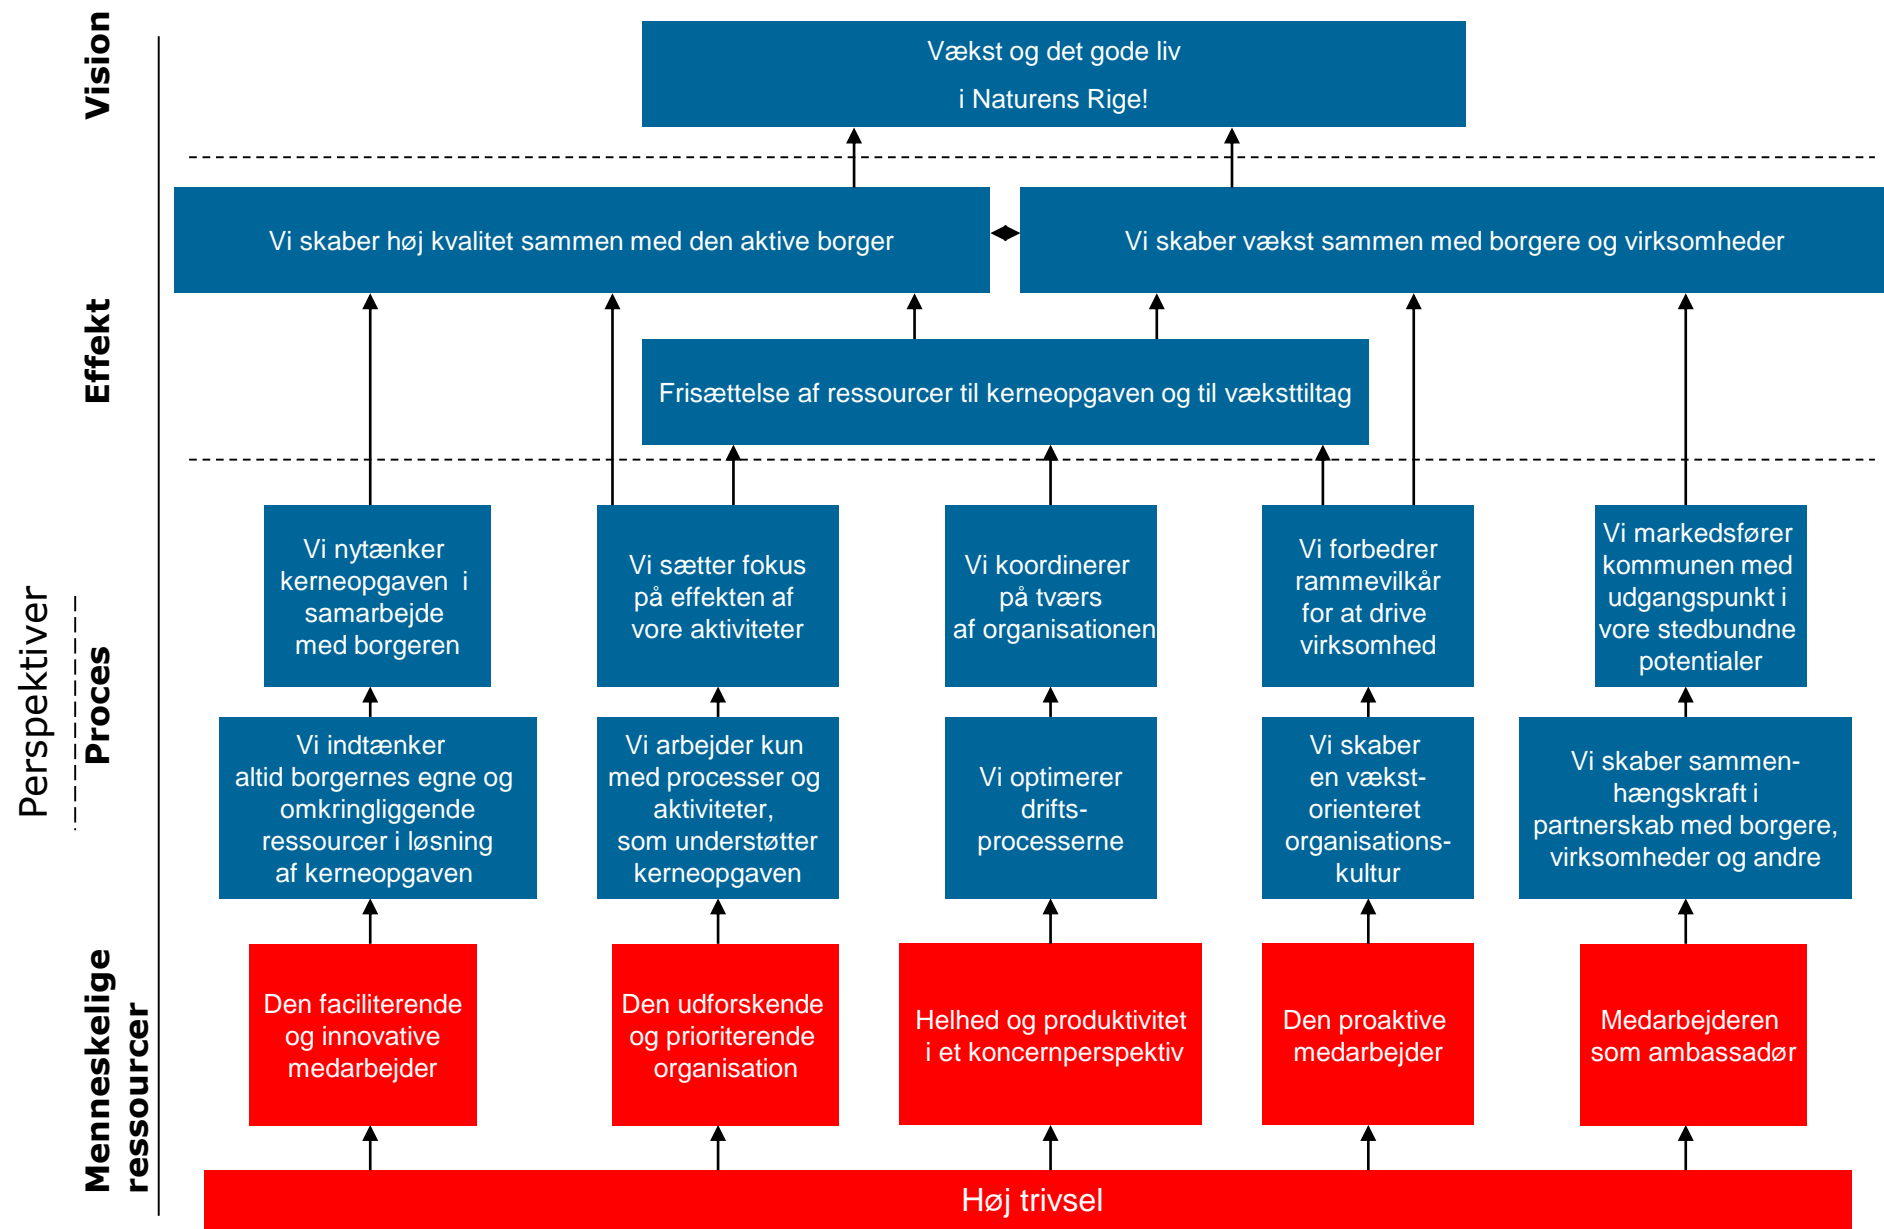 Vision
Vækst og det gode liv
i Naturens Rige!
Effekt
Vi skaber høj kvalitet sammen med den aktive borger
Vi skaber vækst sammen med borgere og virksomheder
Frisættelse af ressourcer til kerneopgaven og til væksttiltag
Perspektiver
Proces
Vi nytænker
kerneopgaven i
samarbejde
med borgeren
Vi sætter fokus
på effekten af
vore aktiviteter
Vi koordinerer
på tværs
af organisationen
Vi forbedrer
rammevilkår
for at drive
virksomhed
Vi markedsfører
kommunen med
udgangspunkt i
vore stedbundne
potentialer
Vi indtænker
altid borgernes egne og
omkringliggende
ressourcer i løsning
af kerneopgaven
Vi arbejder kun
med processer og
aktiviteter,
som understøtter
kerneopgaven
Vi optimerer
drifts-
processerne
Vi skaber
en vækst-
orienteret
organisations-
kultur
Vi skaber sammen-
hængskraft i
partnerskab med borgere,
virksomheder og andre
Menneskelige
ressourcer
Den faciliterende
og innovative
medarbejder
Den udforskende
og prioriterende
organisation
Helhed og produktivitet
i et koncernperspektiv
Den proaktive
medarbejder
Medarbejderen
som ambassadør
Høj trivsel